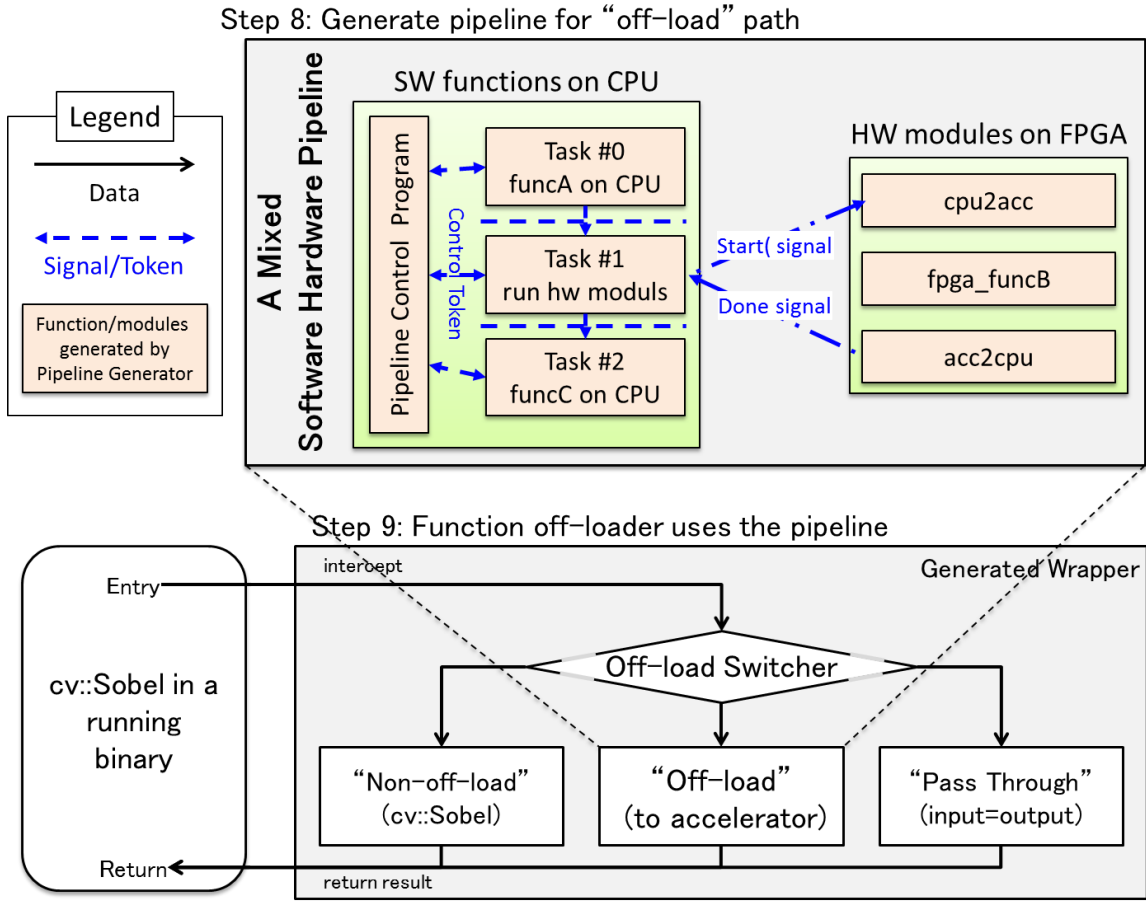 Step 8: Generate pipeline for “off-load” path
Legend
Data
Signal/Token
Function/modules
generated by
Pipeline Generator
A Mixed
Software Hardware Pipeline
SW functions on CPU
Pipeline Control Program
Task #0
funcA on CPU
Control Token
Task #1
run hw moduls
Task #2
funcC on CPU
Start( signal
Done signal
HW modules on FPGA
cpu2acc
fpga_funcB
acc2cpu
Step 9: Function off-loader uses the pipeline
Entry
cv::Sobel in a
running
binary
Return
intercept
Generated Wrapper
Off-load Switcher
“Non-off-load”
(cv::Sobel)
“Off-load”
(to accelerator)
“Pass Through”
(input=output)
return result